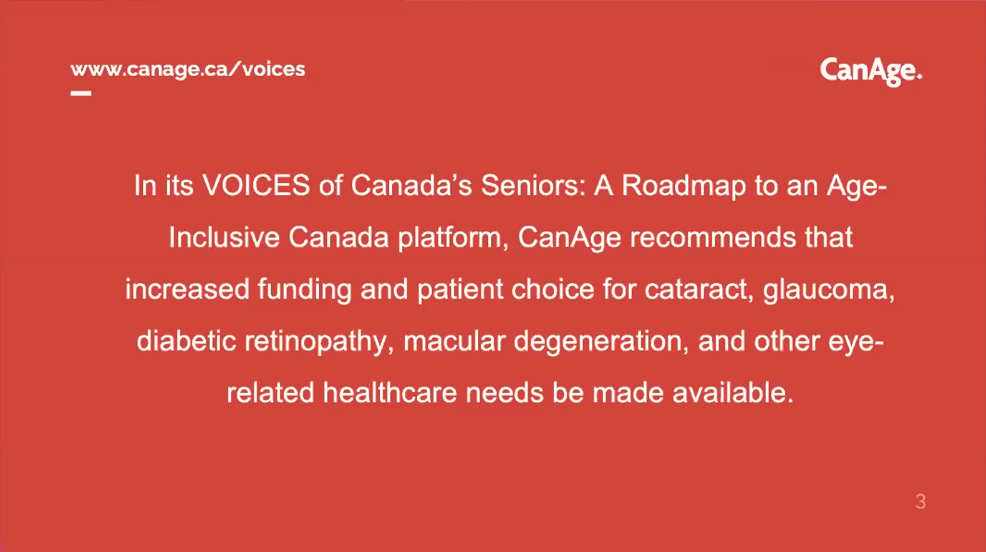 www.canage.ca/voices
CanAge.
In its VOICES of Canada's Seniors: A Roadmap to an Age-
Inclusive Canada platform, CanAge recommends that
increased funding and patient choice for cataract, glaucoma,
diabetic retinopathy, macular degeneration, and other eye-
related healthcare needs be made available.
3